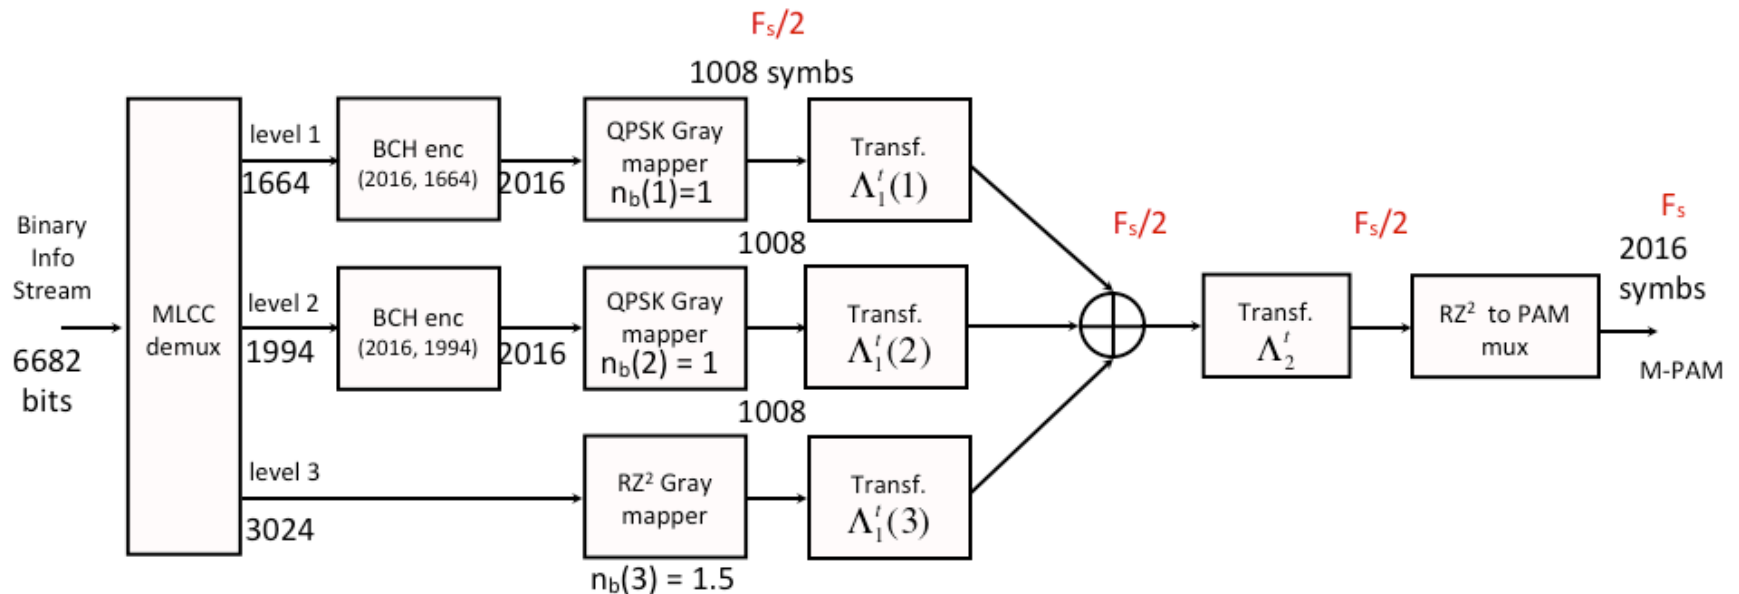 Fₛ/2
1008 symbs
Binary
Info
Stream
6682
bits
MLCC
demux
level 1
1664
BCH enc
(2016, 1664)
2016
QPSK Gray
mapper
n_b(1)=1
Transf.
Λ₁ᵗ(1)
1008
level 2
1994
BCH enc
(2016, 1994)
2016
QPSK Gray
mapper
n_b(2) = 1
Transf.
Λ₁ᵗ(2)
1008
level 3
3024
RZ² Gray
mapper
n_b(3) = 1.5
Transf.
Λ₁ᵗ(3)
Fₛ/2
Transf.
Λ₂ᵗ
Fₛ/2
RZ² to PAM
mux
Fₛ
2016
symbs
M-PAM